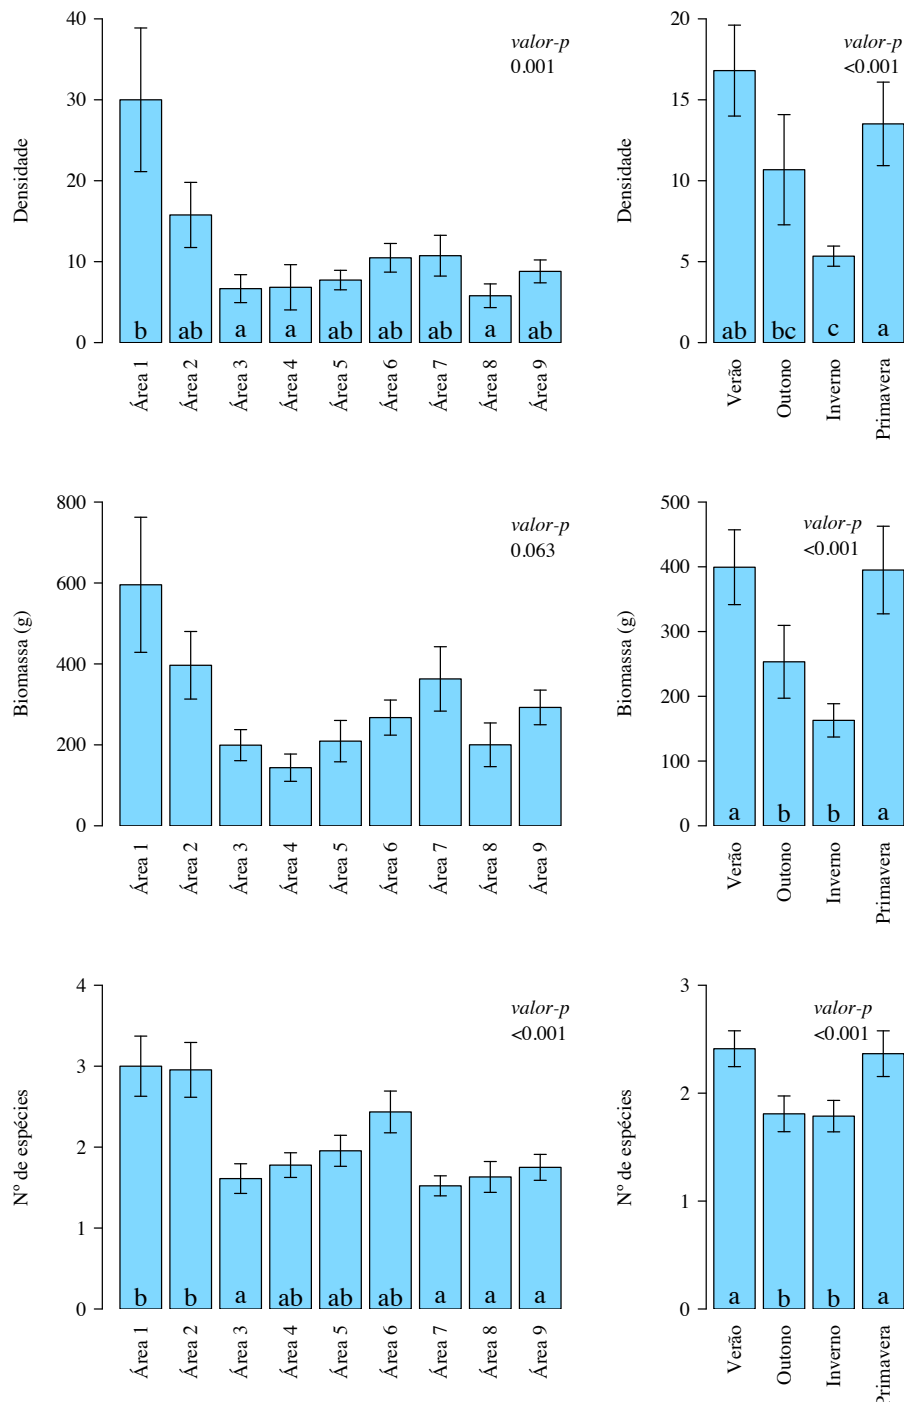 Densidade
40
30
20
10
0
valor-p
0.001
b
ab
a
a
ab
ab
ab
a
ab
Área 1
Área 2
Área 3
Área 4
Área 5
Área 6
Área 7
Área 8
Área 9
Densidade
20
15
10
5
0
valor-p
<0.001
ab
bc
c
a
Verão
Outono
Inverno
Primavera
Biomassa (g)
800
600
400
200
0
valor-p
0.063
Área 1
Área 2
Área 3
Área 4
Área 5
Área 6
Área 7
Área 8
Área 9
Biomassa (g)
500
400
300
200
100
0
valor-p
<0.001
a
b
b
a
Verão
Outono
Inverno
Primavera
Nº de espécies
4
3
2
1
0
valor-p
<0.001
b
b
a
ab
ab
ab
a
a
a
Área 1
Área 2
Área 3
Área 4
Área 5
Área 6
Área 7
Área 8
Área 9
Nº de espécies
3
2
1
0
valor-p
<0.001
a
b
b
a
Verão
Outono
Inverno
Primavera